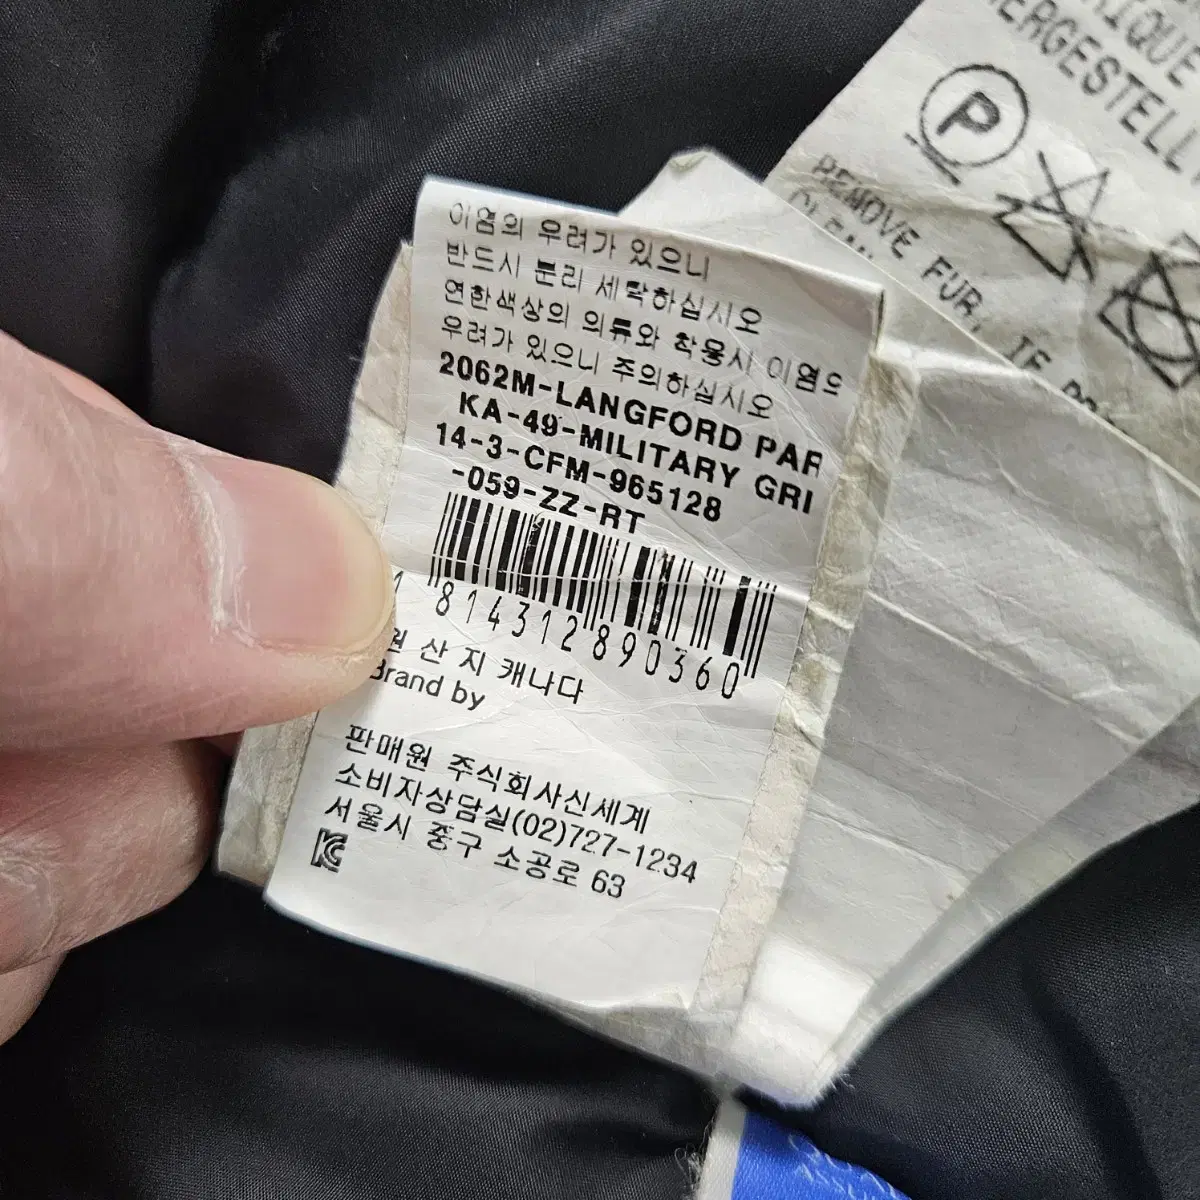 이염의 우려가 있으니
반드시 분리 세탁하십시오
연한색상의 의류와 착용시 이염으
우려가 있으니 주의하십시오
2062M-LANGFORD PAR
KA-49-MILITARY GRI
14-3-CFM-965128
-059-ZZ-RT
814312890360
원 산 지 캐나다
Brand by
판매원 주식회사신세계
소비자상담실(02)727-1234
서울시 중구 소공로 63
RIQUE
ERGESTELL
P
REMOVE FUR, IF